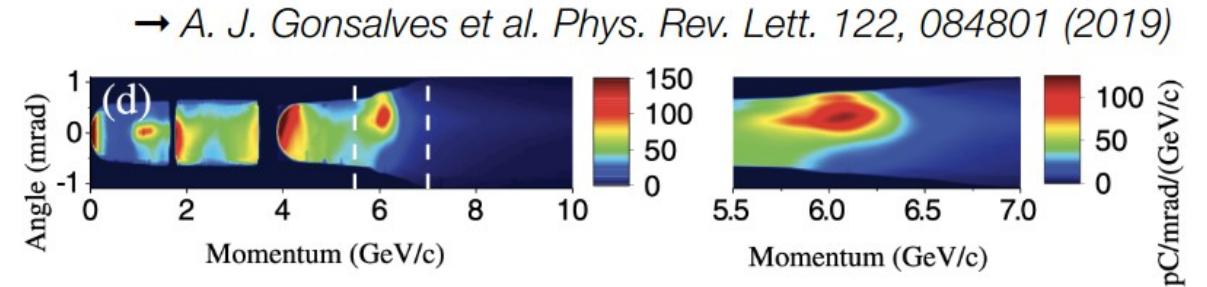 → A. J. Gonsalves et al. Phys. Rev. Lett. 122, 084801 (2019)
(d)
Angle (mrad)
1
0
-1
0 2 4 6 8 10
Momentum (GeV/c)
150
100
50
0
5.5 6.0 6.5 7.0
Momentum (GeV/c)
100
50
0
pC/mrad/(GeV/c)